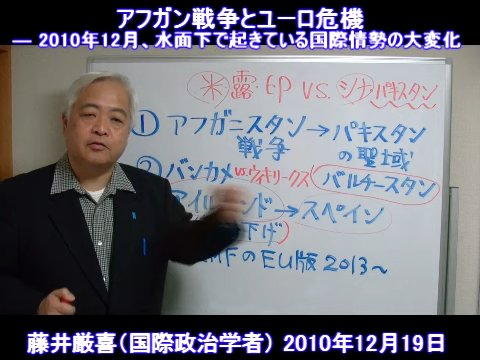 アフガン戦争とユーロ危機
― 2010年12月、水面下で起きている国際情勢の大変化
米露・EP VS. シナ・パキスタン
① アフガニスタン→パキスタン
戦争 の聖域
② バンカメ vs.ウィキリークス バルチースタン
アイルランド→スペイン
下げ
MFのEU版2013～
藤井厳喜(国際政治学者) 2010年12月19日